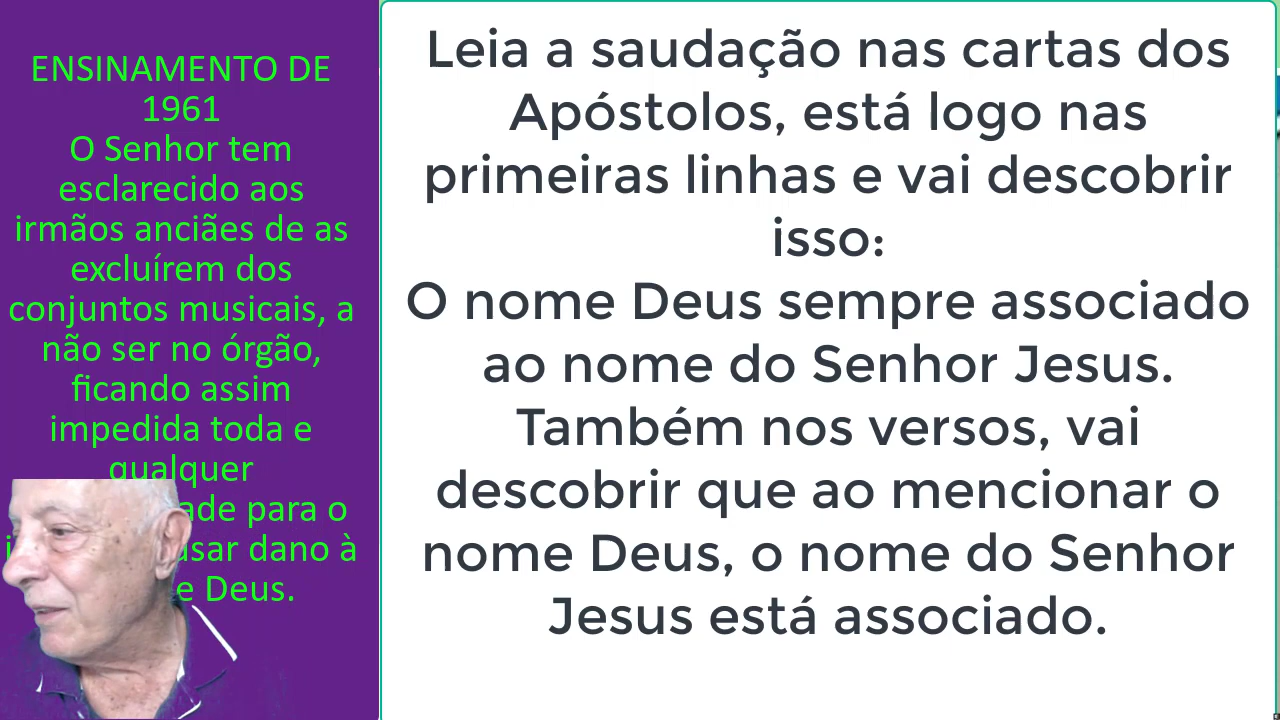 ENSINAMENTO DE
1961
O Senhor tem
esclarecido aos
irmãos anciães de as
excluírem dos
conjuntos musicais, a
não ser no órgão,
ficando assim
impedida toda e
qualquer
para o
dano à
Deus.
Leia a saudação nas cartas dos
Apóstolos, está logo nas
primeiras linhas e vai descobrir
isso:
O nome Deus sempre associado
ao nome do Senhor Jesus.
Também nos versos, vai
descobrir que ao mencionar o
nome Deus, o nome do Senhor
Jesus está associado.